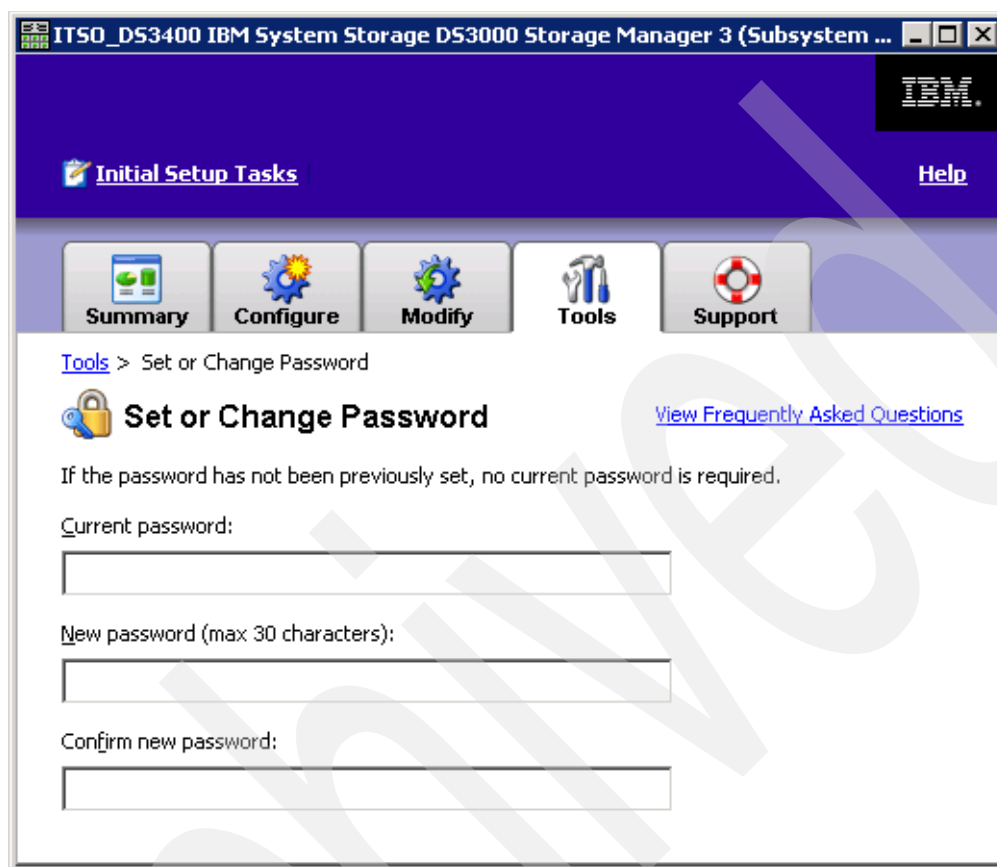 ITSO_DS3400 IBM System Storage DS3000 Storage Manager 3 (Subsystem ...
IBM.
Initial Setup Tasks
Help
Summary
Configure
Modify
Tools
Support
Tools > Set or Change Password
Set or Change Password
View Frequently Asked Questions
If the password has not been previously set, no current password is required.
Current password:
New password (max 30 characters):
Confirm new password: